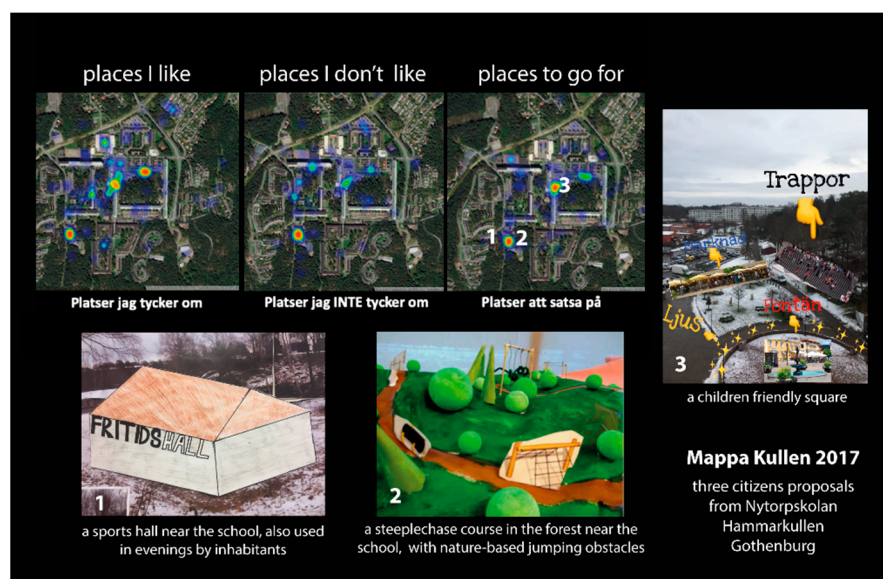 places I like
places I don't like
places to go for
3
1
2
Platser jag tycker om
Platser jag INTE tycker om
Platser att satsa på
Trappor
Marknad
Fontän
Ljus
3
a children friendly square
FRITIDSHALL
1
a sports hall near the school, also used
in evenings by inhabitants
2
a steeplechase course in the forest near the
school, with nature-based jumping obstacles
Mappa Kullen 2017
three citizens proposals
from Nytorpskolan
Hammarkullen
Gothenburg